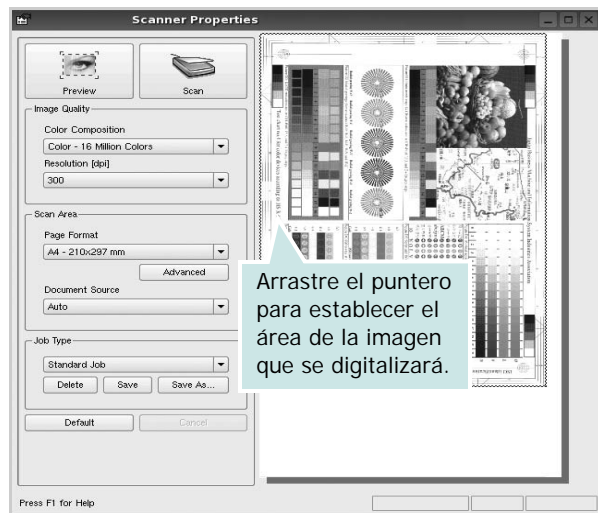 Scanner Properties
Preview
Scan
Image Quality
Color Composition
Color - 16 Million Colors
Resolution [dpi]
300
Scan Area
Page Format
A4 - 210x297 mm
Advanced
Document Source
Auto
Job Type
Standard Job
Delete
Save
Save As...
Default
Cancel
Arrastre el puntero
para establecer el
área de la imagen
que se digitalizará.
Press F1 for Help